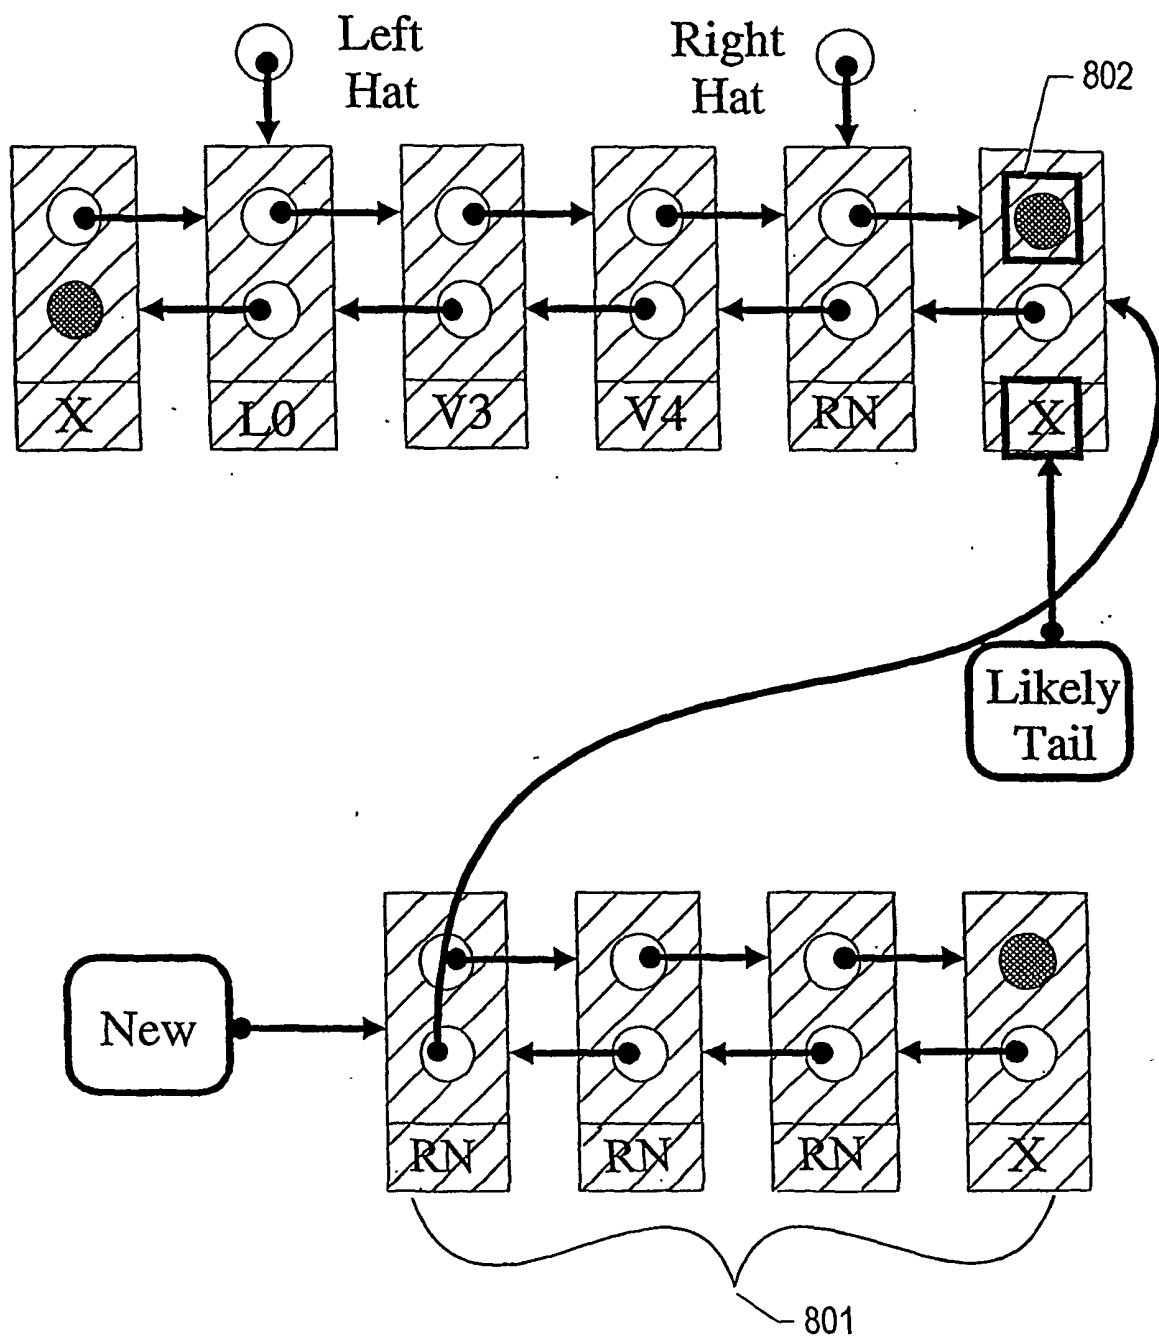 Left
Hat
Right
Hat
802
X
L0
V3
V4
RN
X
Likely
Tail
New
RN
RN
RN
X
801